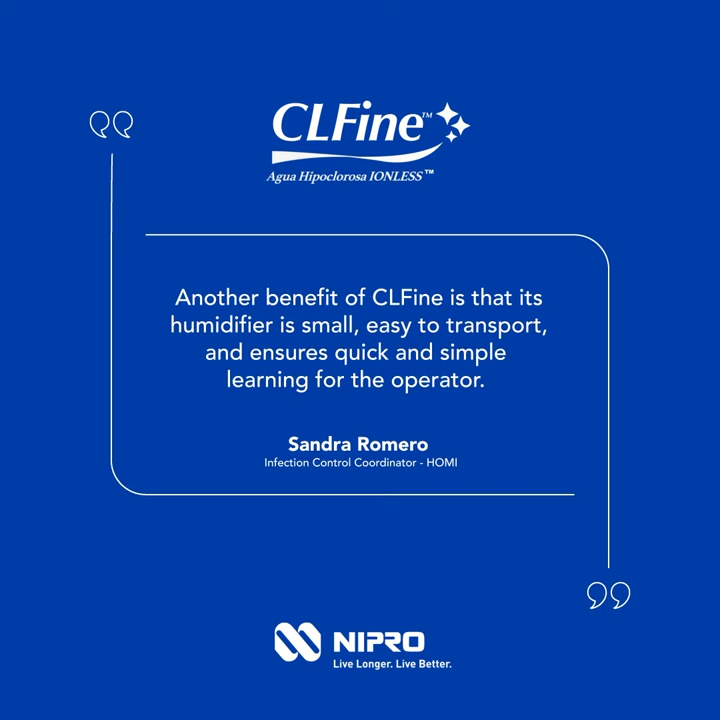 CLFine™
Agua Hipoclorosa IONLESS™
Another benefit of CLFine is that its
humidifier is small, easy to transport,
and ensures quick and simple
learning for the operator.
Sandra Romero
Infection Control Coordinator - HOMI
NIPRO
Live Longer. Live Better.